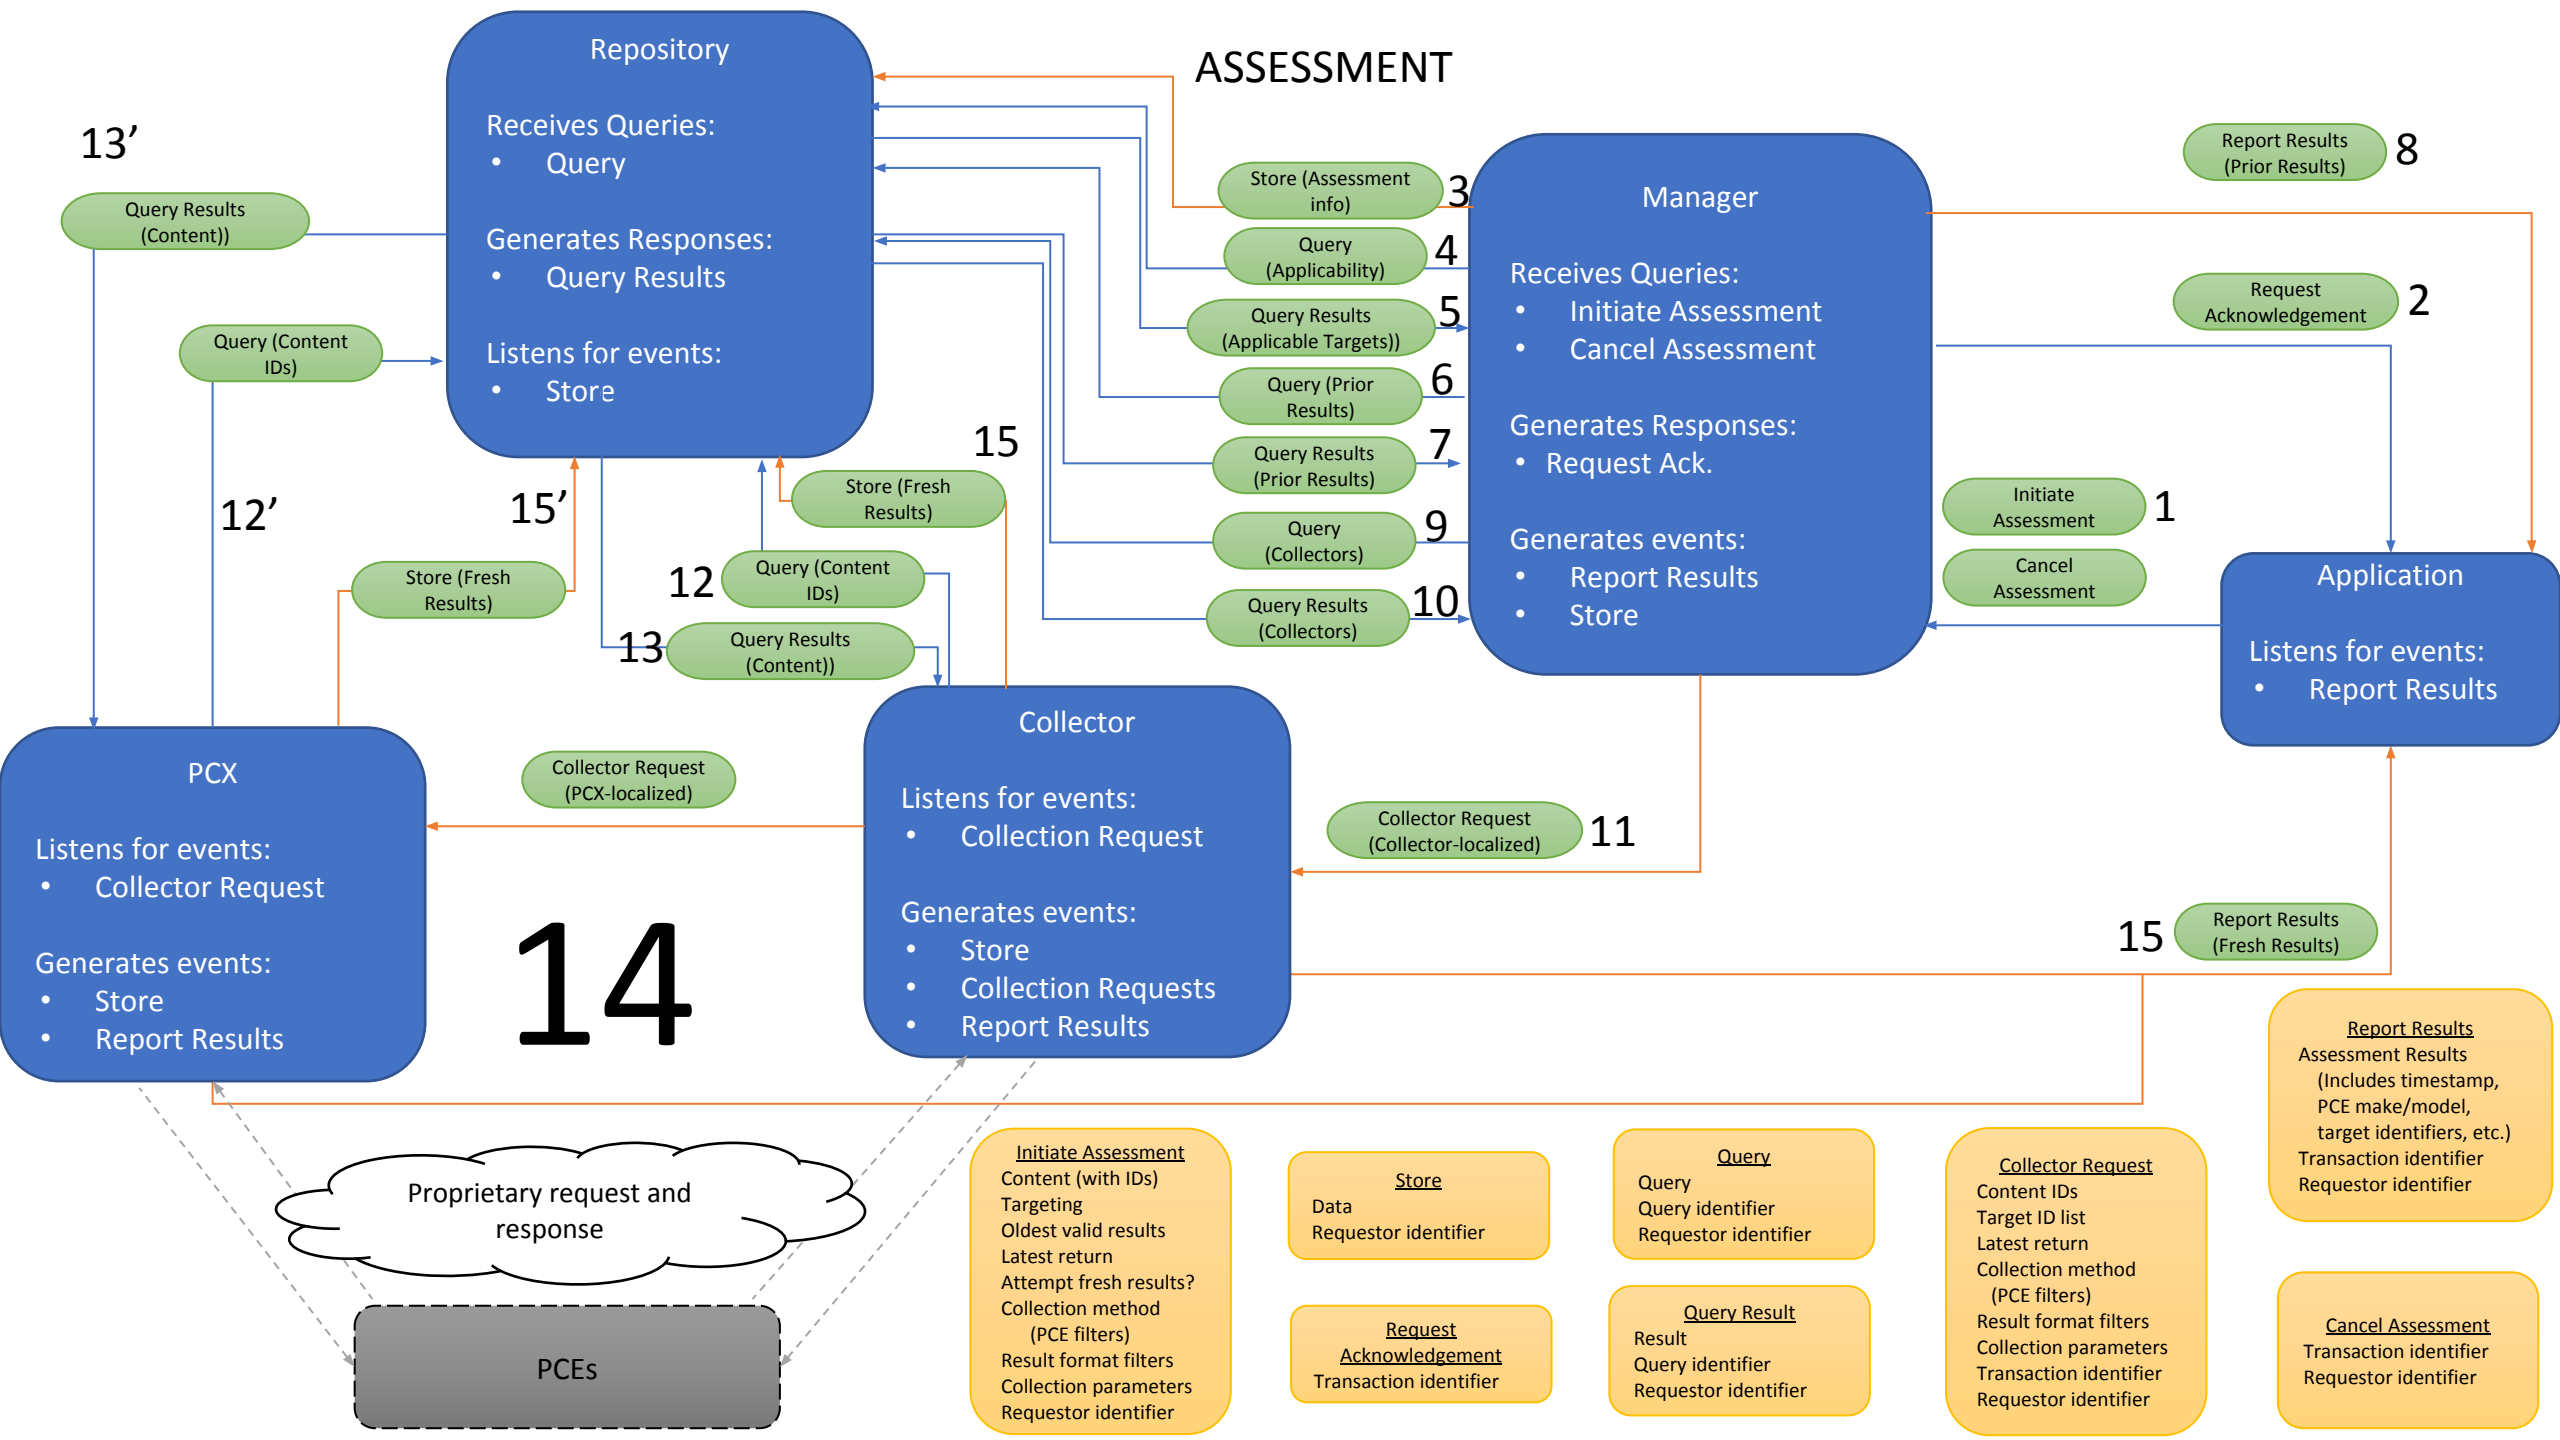 ASSESSMENT
Repository
Receives Queries:
• Query
Generates Responses:
• Query Results
Listens for events:
• Store
13’
Query Results
(Content))
Query (Content
IDs)
12’
15’
Store (Fresh
Results)
15
Store (Fresh
Results)
12
Query (Content
IDs)
13
Query Results
(Content))
Store (Assessment
info)
3
Query
(Applicability)
4
Query Results
(Applicable Targets))
5
Query (Prior
Results)
6
Query Results
(Prior Results)
7
Query
(Collectors)
9
Query Results
(Collectors)
10
Manager
Receives Queries:
• Initiate Assessment
• Cancel Assessment
Generates Responses:
• Request Ack.
Generates events:
• Report Results
• Store
Report Results
(Prior Results)
8
Request
Acknowledgement
2
Initiate
Assessment
1
Cancel
Assessment
Application
Listens for events:
• Report Results
PCX
Listens for events:
• Collector Request
Generates events:
• Store
• Report Results
Collector Request
(PCX-localized)
14
Collector
Listens for events:
• Collection Request
Generates events:
• Store
• Collection Requests
• Report Results
Collector Request
(Collector-localized)
11
15
Report Results
(Fresh Results)
Proprietary request and
response
PCEs
Initiate Assessment
Content (with IDs)
Targeting
Oldest valid results
Latest return
Attempt fresh results?
Collection method
(PCE filters)
Result format filters
Collection parameters
Requestor identifier
Store
Data
Requestor identifier
Request
Acknowledgement
Transaction identifier
Query
Query
Query identifier
Requestor identifier
Query Result
Result
Query identifier
Requestor identifier
Collector Request
Content IDs
Target ID list
Latest return
Collection method
(PCE filters)
Result format filters
Collection parameters
Transaction identifier
Requestor identifier
Report Results
Assessment Results
(Includes timestamp,
PCE make/model,
target identifiers, etc.)
Transaction identifier
Requestor identifier
Cancel Assessment
Transaction identifier
Requestor identifier